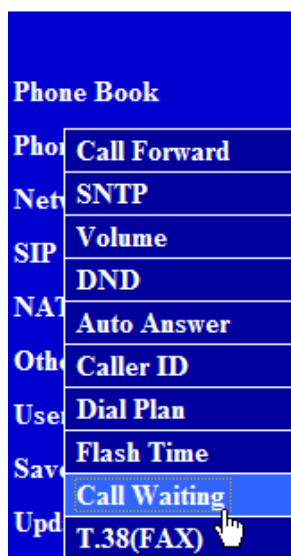 Phone Book
Phon
Call Forward
Netw
SNTP
SIP
Volume
DND
NAT
Auto Answer
Othe
Caller ID
User
Dial Plan
Flash Time
Save
Call Waiting
Upd
T.38(FAX)